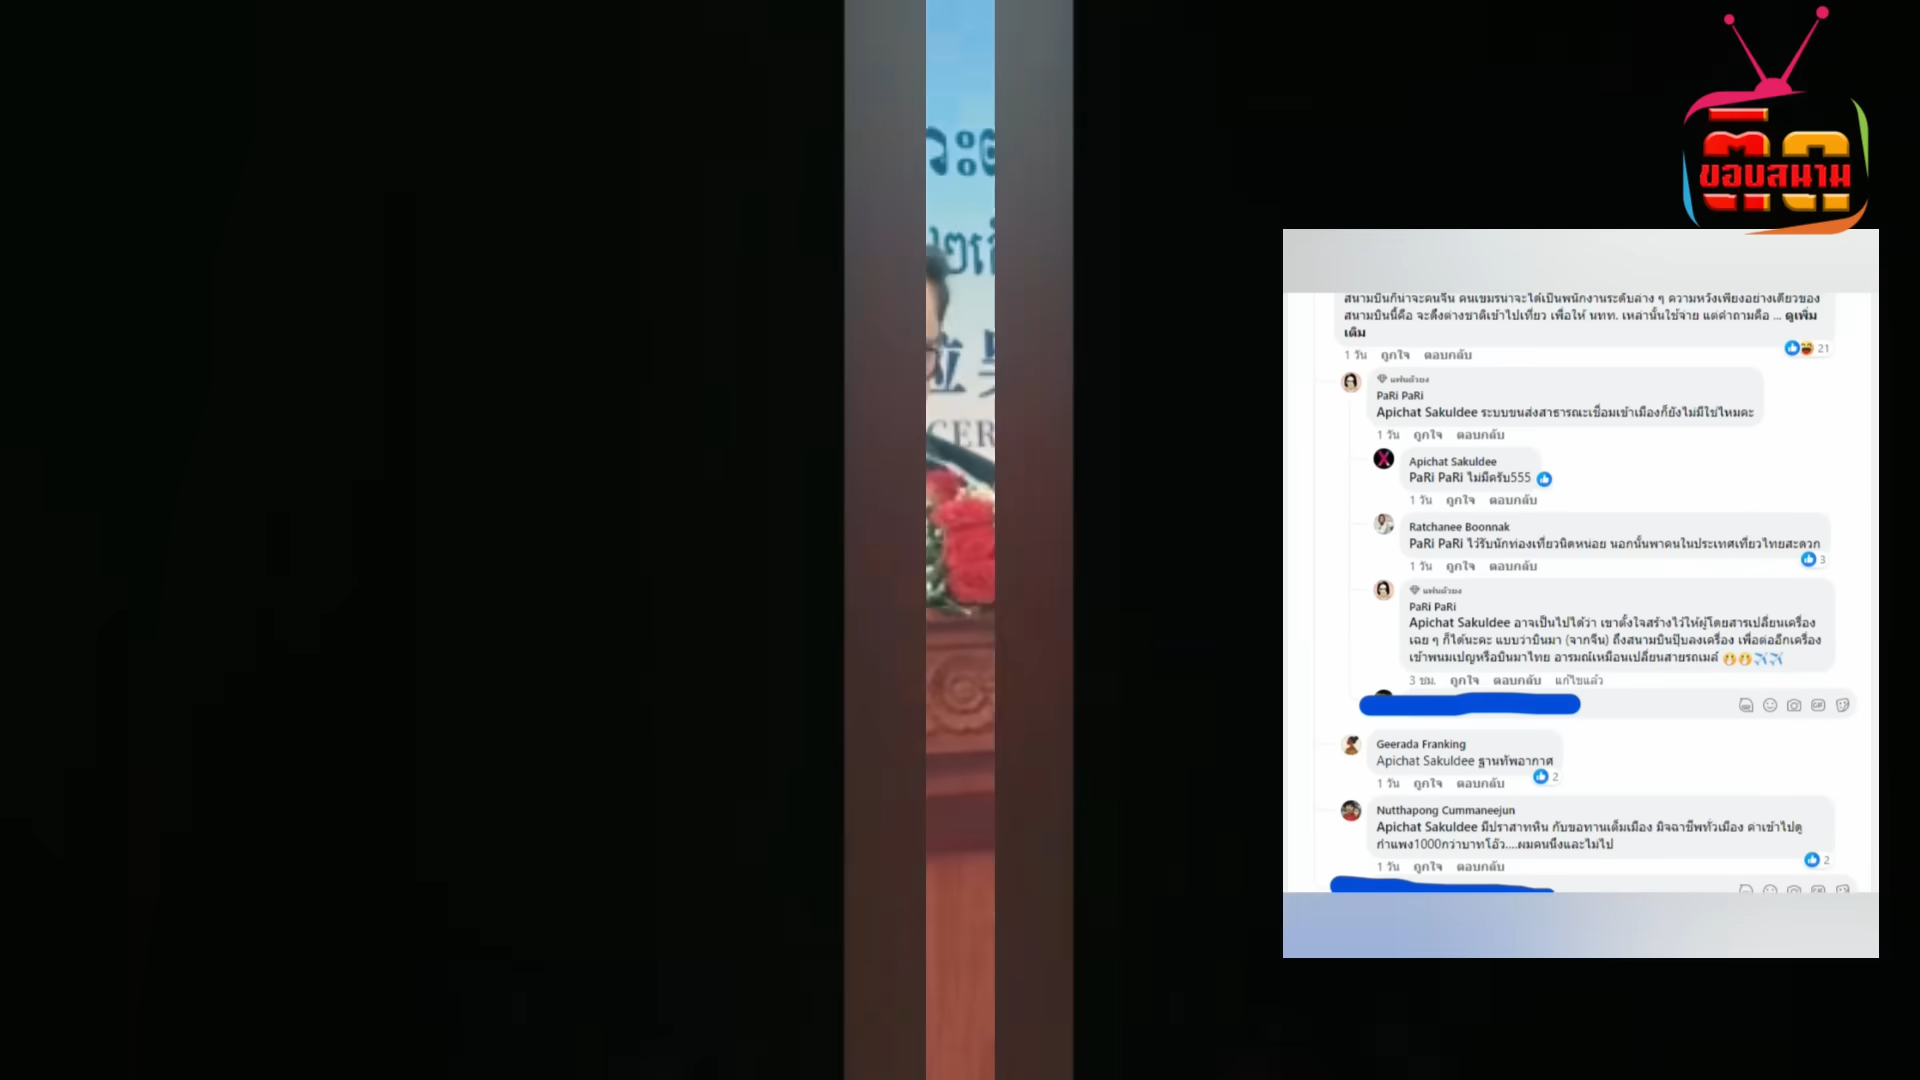 ติด
ขอบสนาม
CER
สนามบินก็น่าจะคนจีน คนเขมรน่าจะได้เป็นพนักงานระดับล่าง ๆ ความหวังเพียงอย่างเดียวของ
สนามบินนี้คือ จะดึงต่างชาติเข้าไปเที่ยว เพื่อให้ นทท. เหล่านั้นใช้จ่าย แต่คำถามคือ ... ดูเพิ่ม
เติม
1 วัน ถูกใจ ตอบกลับ 21
แฟนตัวยง
PaRi PaRi
Apichat Sakuldee ระบบขนส่งสาธารณะเชื่อมเข้าเมืองก็ยังไม่มีใช่ไหมคะ
1 วัน ถูกใจ ตอบกลับ
Apichat Sakuldee
PaRi PaRi ไม่มีครับ555
1 วัน ถูกใจ ตอบกลับ
Ratchanee Boonnak
PaRi PaRi ไว้รับนักท่องเที่ยวนิดหน่อย นอกนั้นพาคนในประเทศเที่ยวไทยสะดวก
1 วัน ถูกใจ ตอบกลับ 3
แฟนตัวยง
PaRi PaRi
Apichat Sakuldee อาจเป็นไปได้ว่า เขาตั้งใจสร้างไว้ให้ผู้โดยสารเปลี่ยนเครื่อง
เฉย ๆ ก็ได้นะคะ แบบว่าบินมา (จากจีน) ถึงสนามบินปุ๊บลงเครื่อง เพื่อต่ออีกเครื่อง
เข้าพนมเปญหรือบินมาไทย อารมณ์เหมือนเปลี่ยนสายรถเมล์ 🤭🤭✈️✈️
3 ชม. ถูกใจ ตอบกลับ แก้ไขแล้ว
Geerada Franking
Apichat Sakuldee ฐานทัพอากาศ
1 วัน ถูกใจ ตอบกลับ 2
Nutthapong Cummaneejun
Apichat Sakuldee มีปราสาทหิน กับขอทานเต็มเมือง มิจฉาชีพทั่วเมือง ค่าเข้าไปดู
กำแพง1000กว่าบาทโอ๊ว....ผมคนนึงและไม่ไป
1 วัน ถูกใจ ตอบกลับ 2